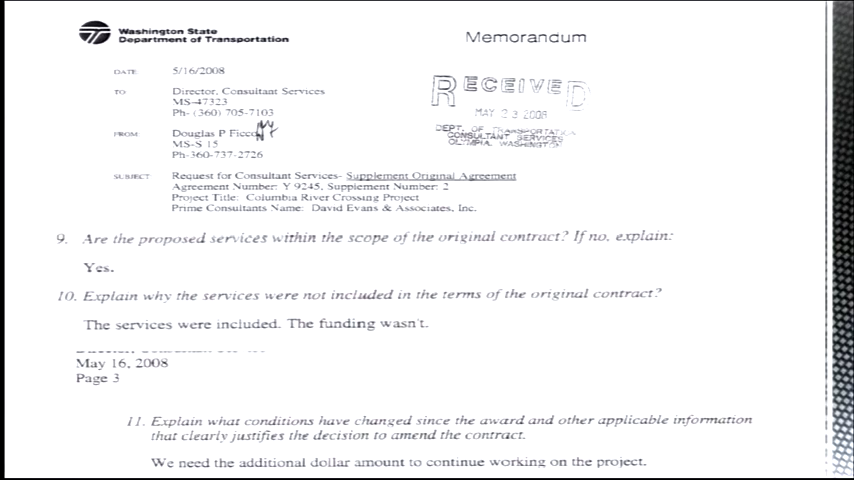 Washington State
Department of Transportation
Memorandum
DATE 5/16/2008
TO Director, Consultant Services
MS-47323
Ph- (360) 705-7103
RECEIVED
MAY 23 2008
DEPT. OF TRANSPORTATION
CONSULTANT SERVICES
OLYMPIA, WASHINGTON
FROM Douglas P Ficco
MS-S 15
Ph-360-737-2726
SUBJECT Request for Consultant Services- Supplement Original Agreement
Agreement Number: Y 9245, Supplement Number: 2
Project Title: Columbia River Crossing Project
Prime Consultants Name: David Evans & Associates, Inc.
9. Are the proposed services within the scope of the original contract? If no, explain:
Yes.
10. Explain why the services were not included in the terms of the original contract?
The services were included. The funding wasn't.
May 16, 2008
Page 3
11. Explain what conditions have changed since the award and other applicable information
that clearly justifies the decision to amend the contract.
We need the additional dollar amount to continue working on the project.